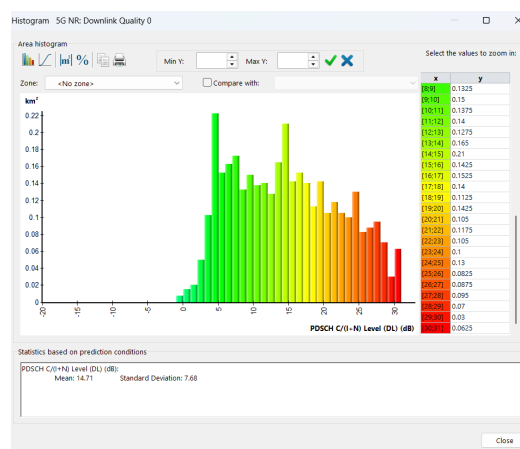 Histogram 5G NR: Downlink Quality 0
Area histogram
|m| %
Min Y:
Max Y:
Select the values to zoom in:
Zone: <No zone>
Compare with:
km²
0.22
0.2
0.18
0.16
0.14
0.12
0.1
0.08
0.06
0.04
0.02
0
-20 -15 -10 -5 0 5 10 15 20 25 30
PDSCH C/(I+N) Level (DL) (dB)
x y
[8;9[ 0.1325
[9;10[ 0.15
[10;11[ 0.1375
[11;12[ 0.14
[12;13[ 0.1275
[13;14[ 0.165
[14;15[ 0.21
[15;16[ 0.1425
[16;17[ 0.1525
[17;18[ 0.14
[18;19[ 0.1125
[19;20[ 0.1425
[20;21[ 0.105
[21;22[ 0.1175
[22;23[ 0.105
[23;24[ 0.1
[24;25[ 0.13
[25;26[ 0.0825
[26;27[ 0.0875
[27;28[ 0.095
[28;29[ 0.07
[29;30[ 0.03
[30;31[ 0.0625
Statistics based on prediction conditions
PDSCH C/(I+N) Level (DL) (dB):
Mean: 14.71 Standard Deviation: 7.68
Close